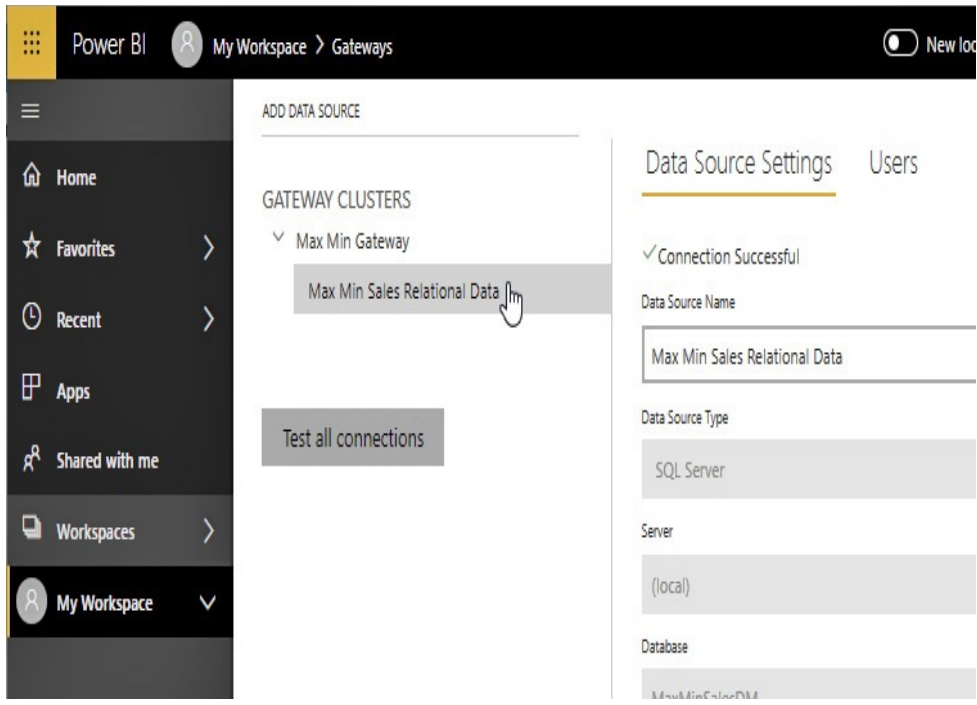 Power BI My Workspace > Gateways New loo
ADD DATA SOURCE
Home
Favorites
Recent
Apps
Shared with me
Workspaces
My Workspace
GATEWAY CLUSTERS
Max Min Gateway
Max Min Sales Relational Data
Test all connections
Data Source Settings Users
Connection Successful
Data Source Name
Max Min Sales Relational Data
Data Source Type
SQL Server
Server
(local)
Database
MaxMinSalesDM